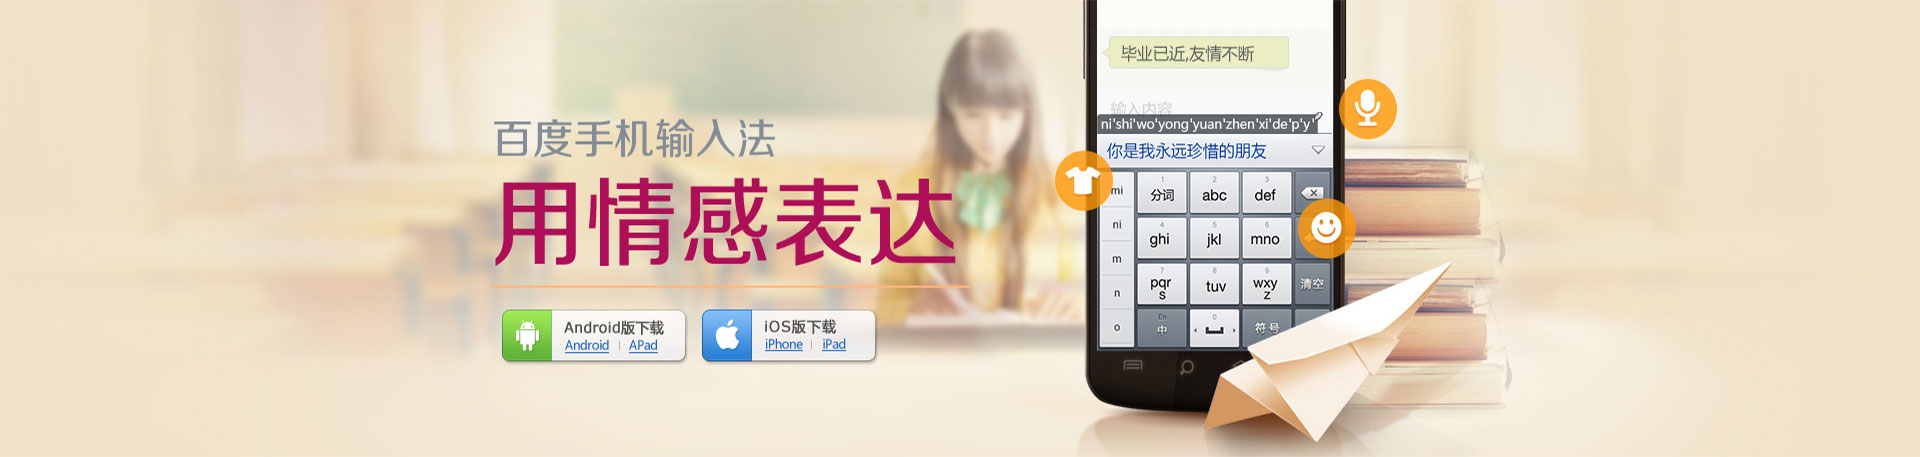 百度手机输入法
用情感表达
Android版下载
Android | APad
iOS版下载
iPhone | iPad
毕业已近,友情不断
输入内容
ni'shi'wo'yong'yuan'zhen'xi'de'p'y'
你是我永远珍惜的朋友
mi
ni
m
n
o
1
分词
2
abc
3
def
4
ghi
5
jkl
6
mno
7
pqr
s
8
tuv
9
wxy
z
清空
En
中
0
符号